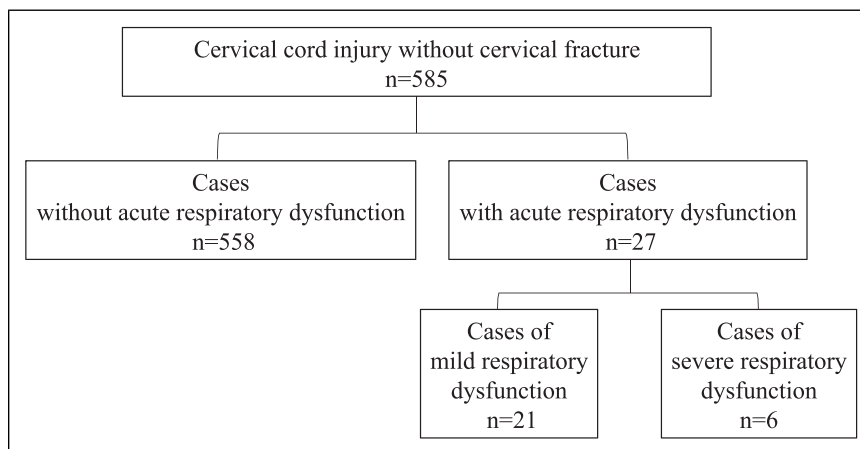 Cervical cord injury without cervical fracture
n=585
Cases
without acute respiratory dysfunction
n=558
Cases
with acute respiratory dysfunction
n=27
Cases of
mild respiratory
dysfunction
n=21
Cases of
severe respiratory
dysfunction
n=6